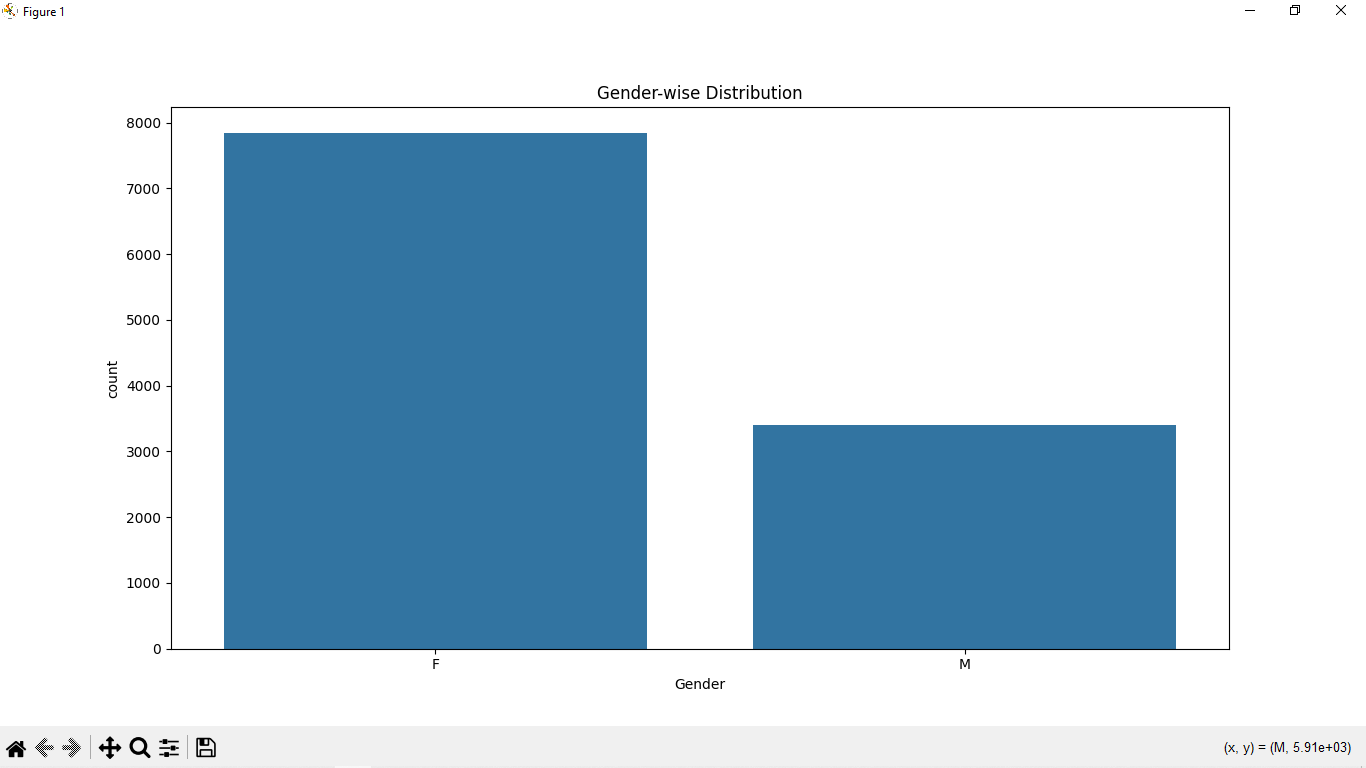 Figure 1
Gender-wise Distribution
8000
7000
6000
5000
4000
3000
2000
1000
0
count
F
M
Gender
(x, y) = (M, 5.91e+03)